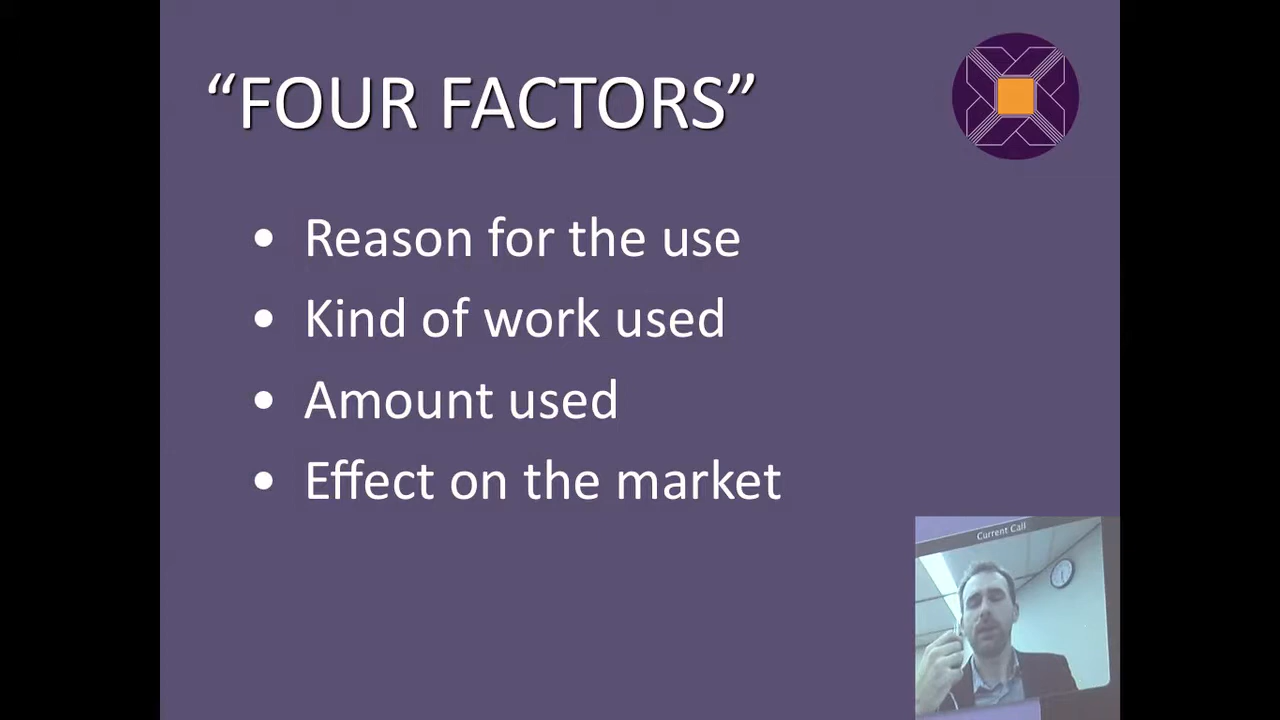 “FOUR FACTORS”
• Reason for the use
• Kind of work used
• Amount used
• Effect on the market
Current Call